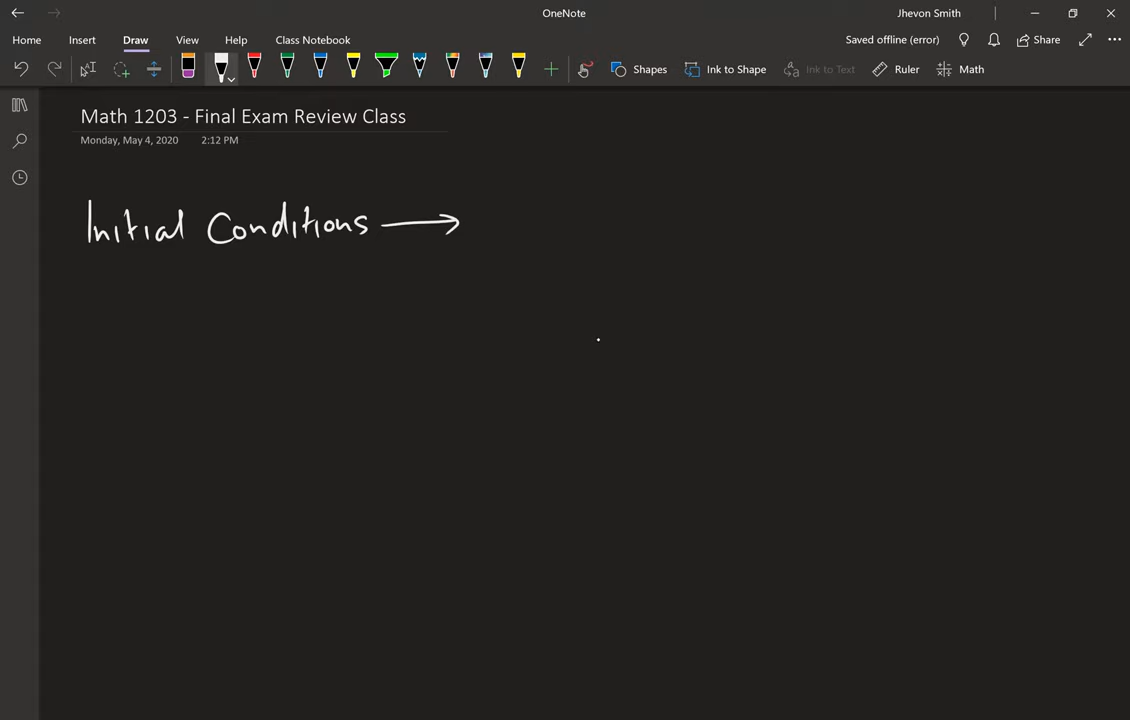 OneNote
Jhevon Smith
Home Insert Draw View Help Class Notebook
Saved offline (error) Share
Shapes Ink to Shape Ink to Text Ruler Math
Math 1203 - Final Exam Review Class
Monday, May 4, 2020 2:12 PM
Initial Conditions →